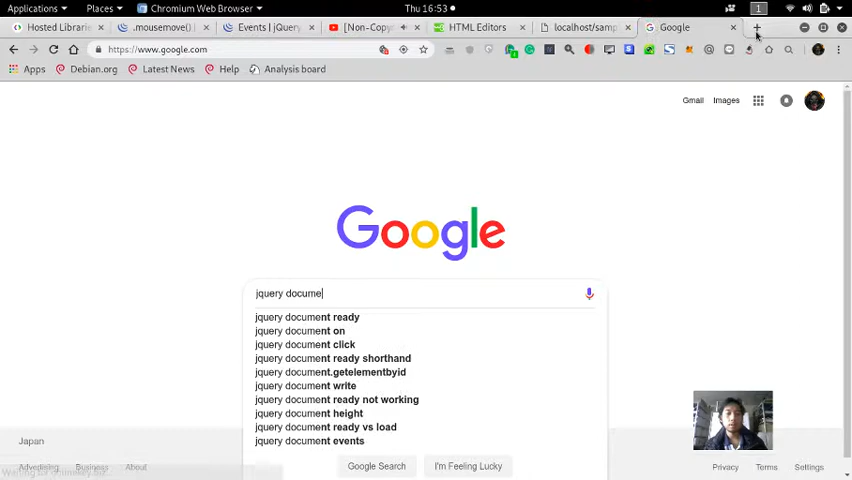 Applications Places Chromium Web Browser Thu 16:53 1
Hosted Librarie .mousemove() | Events | jQuery [Non-Copy HTML Editors localhost/samp Google
https://www.google.com
Apps Debian.org Latest News Help Analysis board
Gmail Images
Google
jquery docume
jquery document ready
jquery document on
jquery document click
jquery document ready shorthand
jquery document.getelementbyid
jquery document write
jquery document ready not working
jquery document height
jquery document ready vs load
jquery document events
Japan
Google Search I'm Feeling Lucky
Advertising Business About Privacy Terms Settings